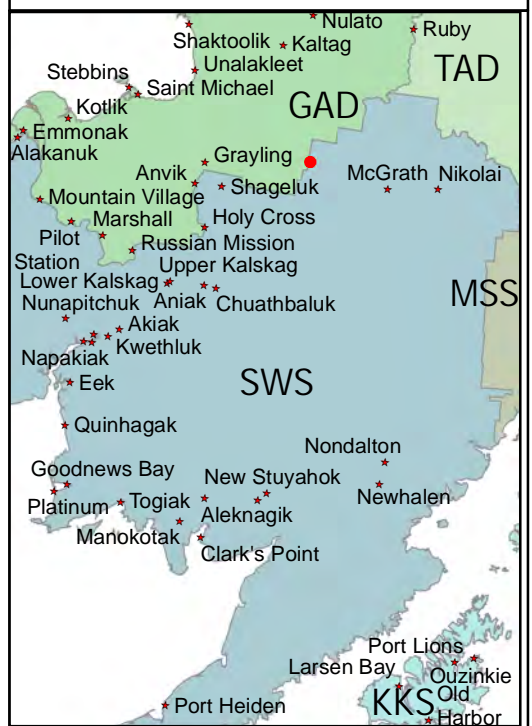 Nulato
Ruby
Shaktoolik
Kaltag
Unalakleet
TAD
Stebbins
Saint Michael
GAD
Kotlik
Emmonak
Alakanuk
Grayling
Anvik
Shageluk
McGrath
Nikolai
Mountain Village
Holy Cross
Marshall
Pilot
Station
Russian Mission
Upper Kalskag
Lower Kalskag
Aniak
Chuathbaluk
MSS
Nunapitchuk
Akiak
Kwethluk
Napakiak
SWS
Eek
Quinhagak
Nondalton
Goodnews Bay
New Stuyahok
Newhalen
Platinum
Togiak
Aleknagik
Manokotak
Clark's Point
Port Lions
Larsen Bay
Ouzinkie
KKS
Old
Harbor
Port Heiden